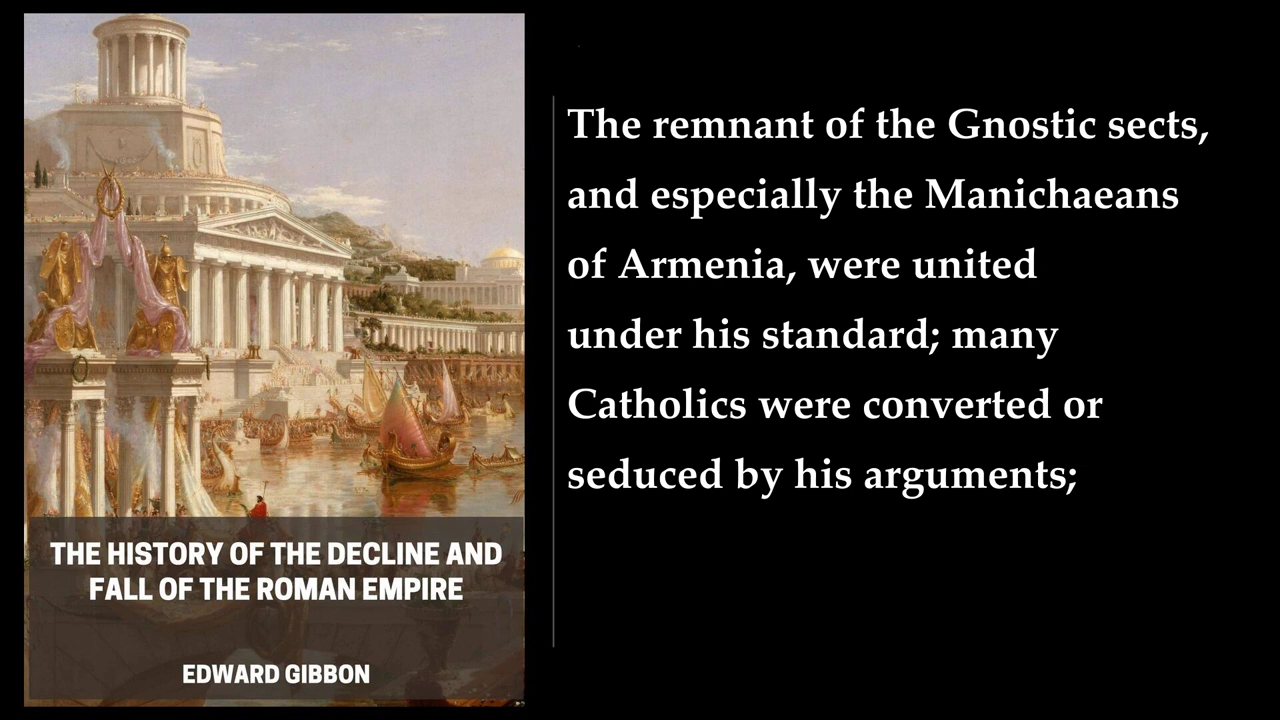 The remnant of the Gnostic sects,
and especially the Manichaeans
of Armenia, were united
under his standard; many
Catholics were converted or
seduced by his arguments;
THE HISTORY OF THE DECLINE AND
FALL OF THE ROMAN EMPIRE
EDWARD GIBBON